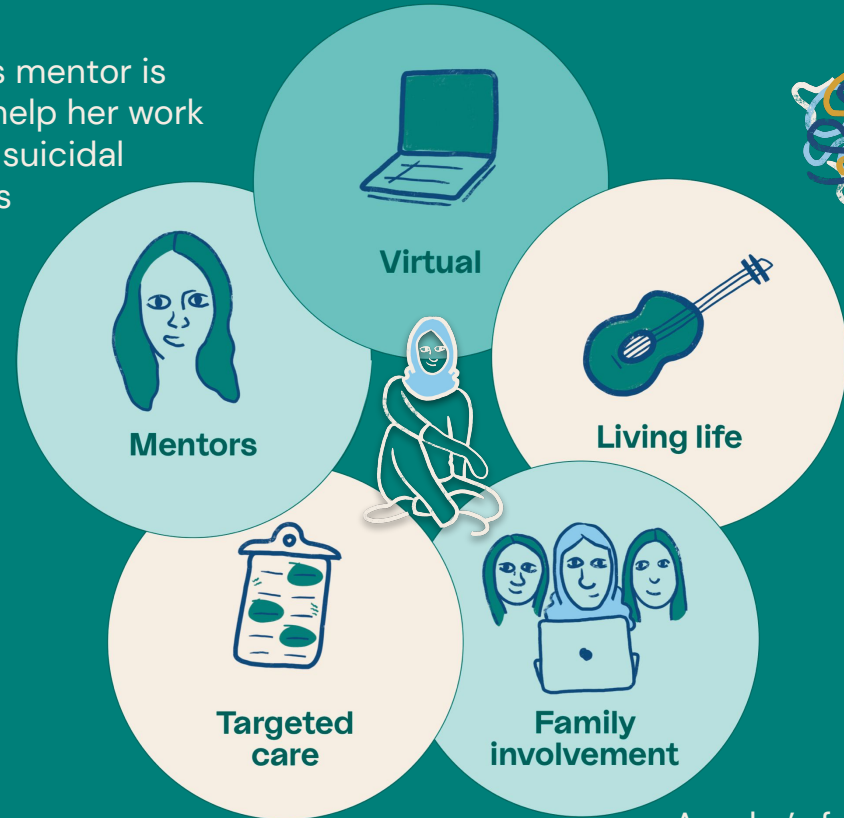 s mentor is
help her work
suicidal
s
Virtual
Mentors
Living life
Targeted
care
Family
involvement